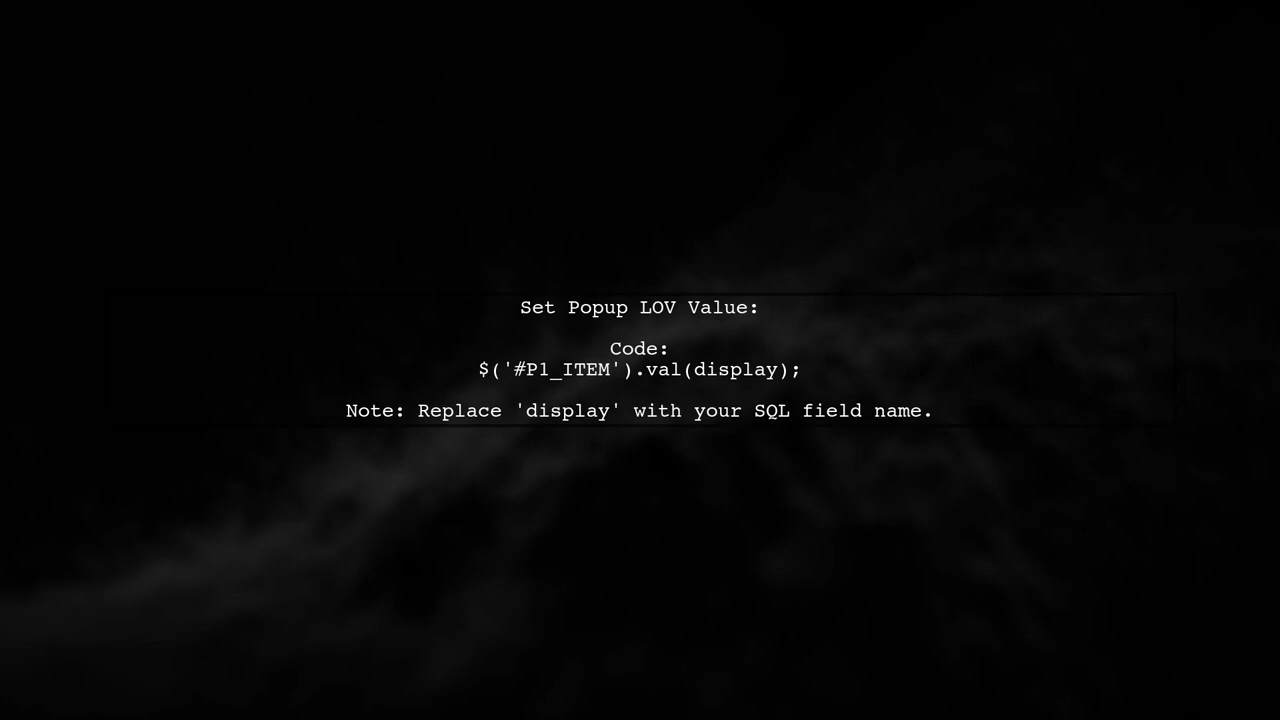 Set Popup LOV Value:
Code:
$('#P1_ITEM').val(display);
Note: Replace 'display' with your SQL field name.